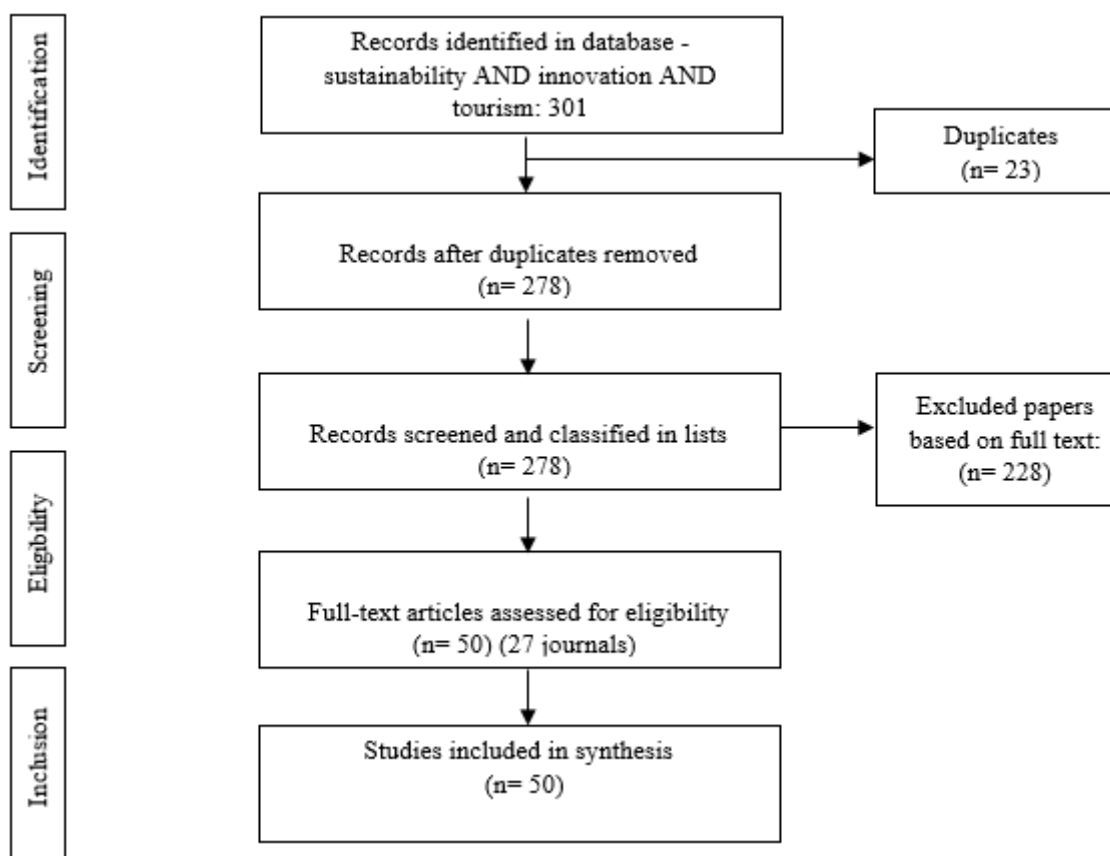 Identification
Records identified in database -
sustainability AND innovation AND
tourism: 301
Duplicates
(n= 23)
Screening
Records after duplicates removed
(n= 278)
Records screened and classified in lists
(n= 278)
Excluded papers
based on full text:
(n= 228)
Eligibility
Full-text articles assessed for eligibility
(n= 50) (27 journals)
Inclusion
Studies included in synthesis
(n= 50)